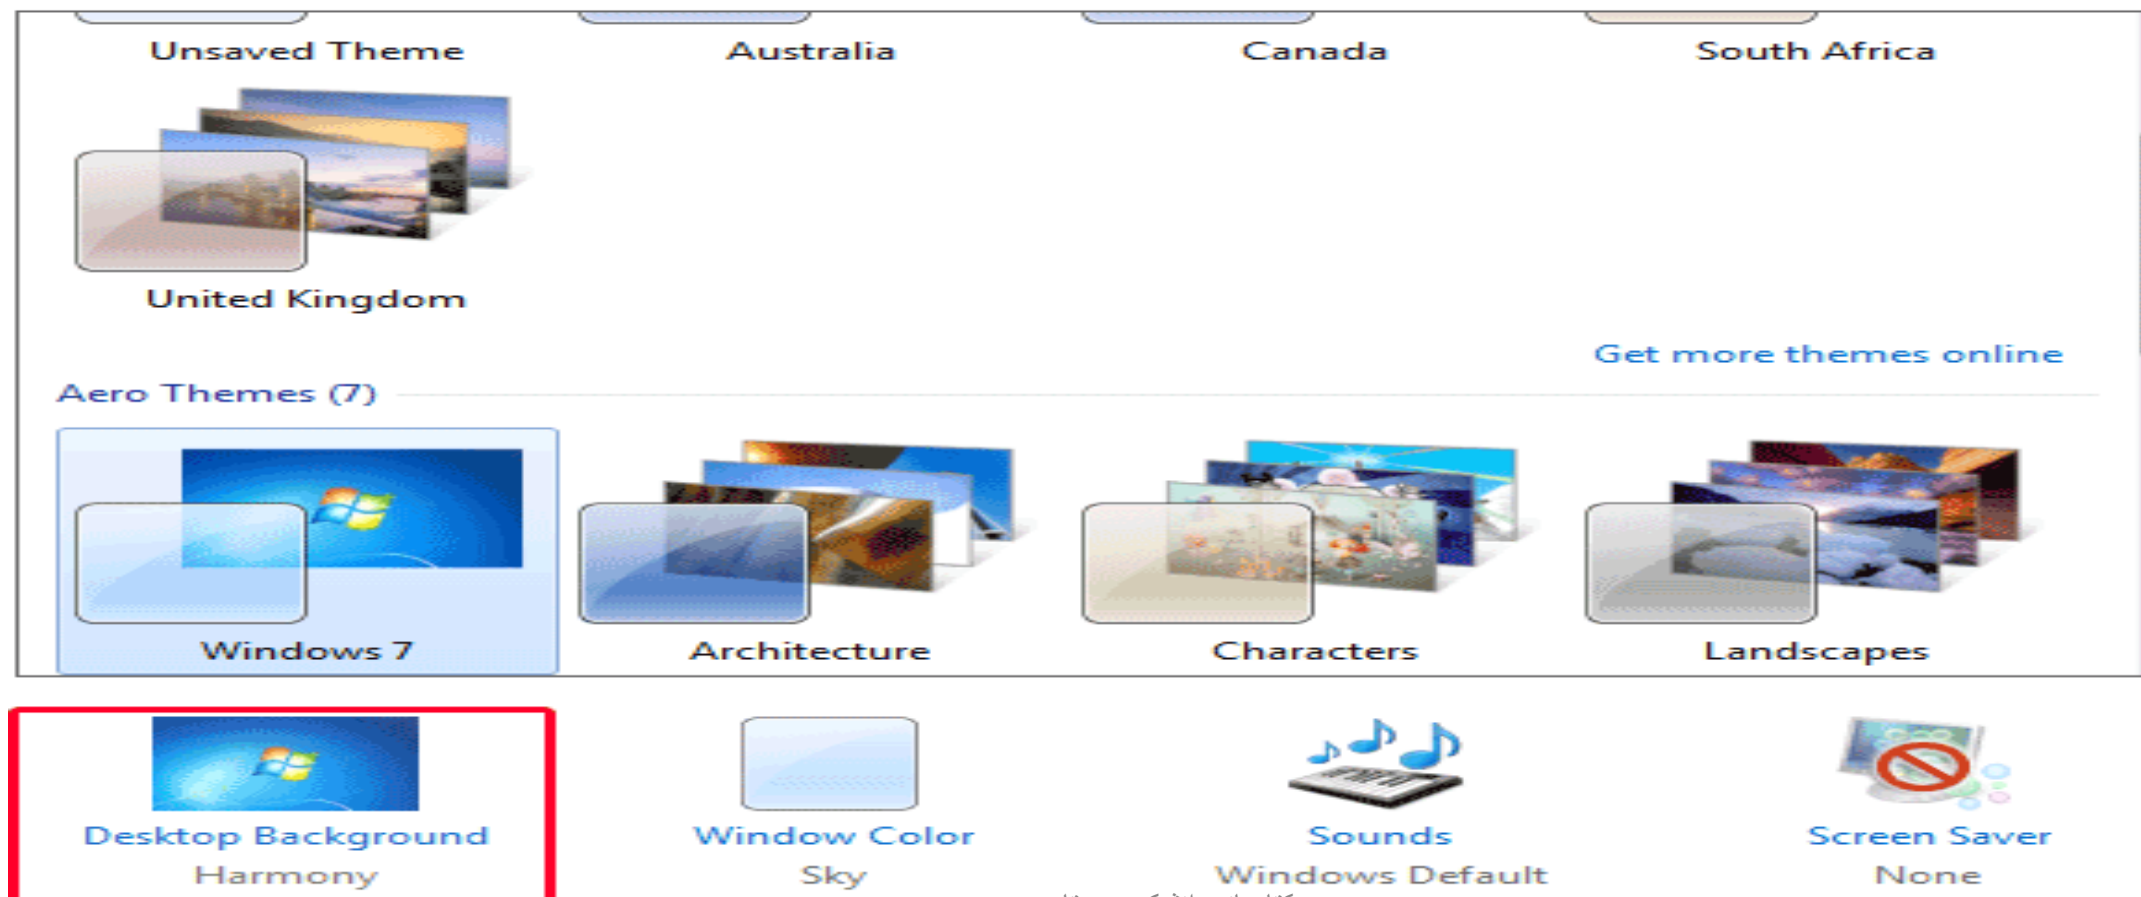 Unsaved Theme Australia Canada South Africa
United Kingdom
Get more themes online
Aero Themes (7)
Windows 7 Architecture Characters Landscapes
Desktop Background Window Color Sounds Screen Saver
Harmony Sky Windows Default None